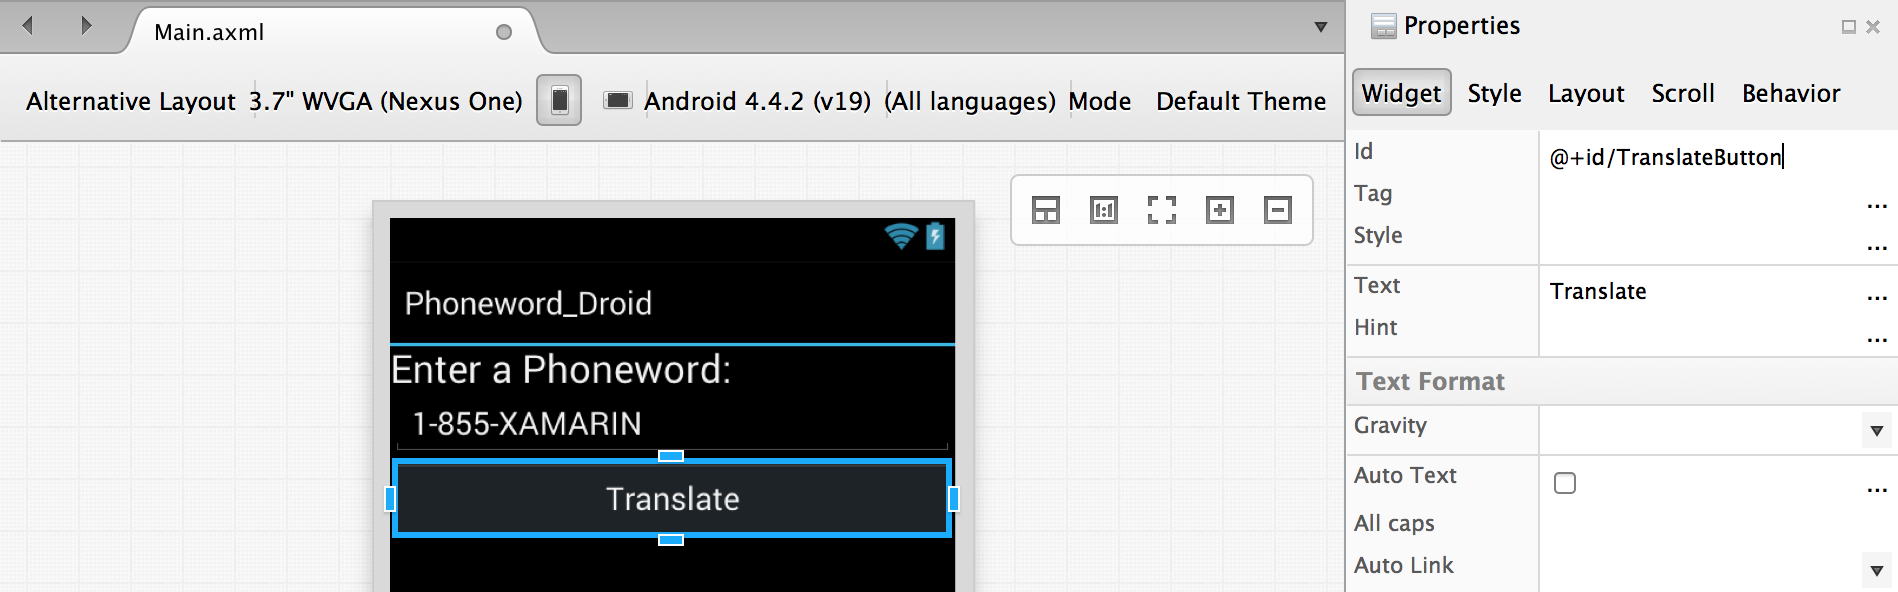 Main.axml
Alternative Layout 3.7" WVGA (Nexus One) Android 4.4.2 (v19) (All languages) Mode Default Theme
1:1
Phoneword_Droid
Enter a Phoneword:
1-855-XAMARIN
Translate
Properties
Widget Style Layout Scroll Behavior
Id @+id/TranslateButton
Tag ...
Style ...
Text Translate ...
Hint ...
Text Format
Gravity
Auto Text ...
All caps
Auto Link